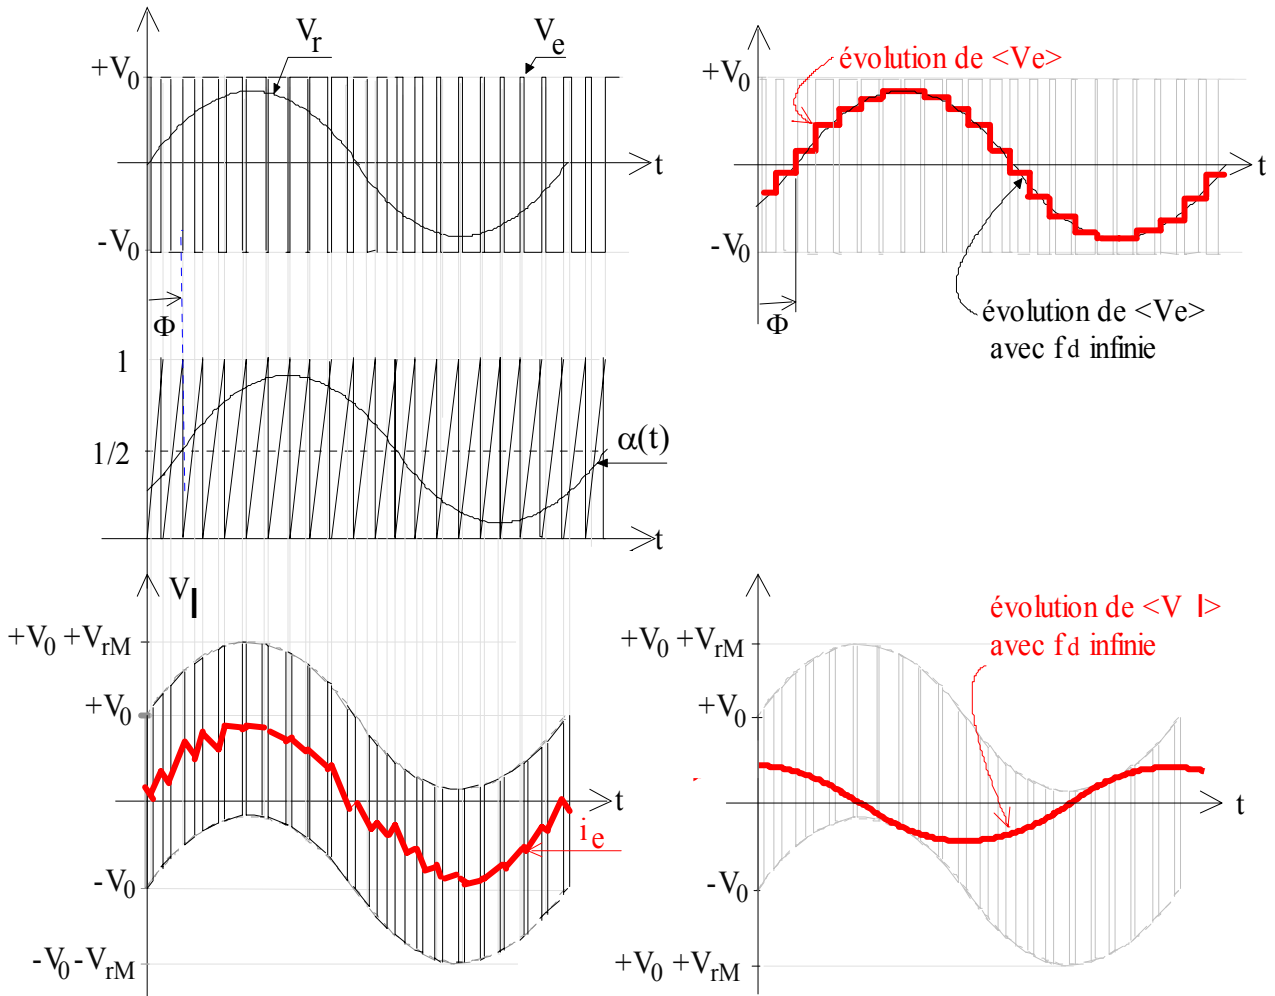 Vr
Ve
+V0
t
-V0
Φ
évolution de <Ve>
+V0
t
-V0
Φ
évolution de <Ve>
avec fd infinie
1
1/2
α(t)
t
Vl
+V0 +VrM
+V0
t
ie
-V0
-V0-VrM
évolution de <V l>
avec fd infinie
+V0 +VrM
+V0
t
-V0
+V0 +VrM